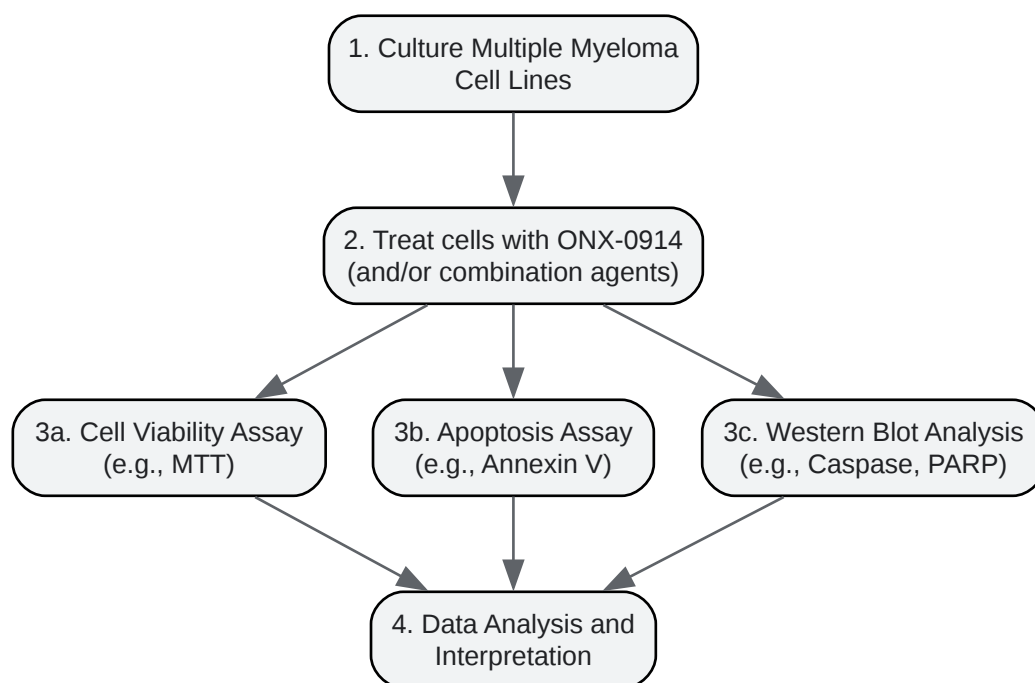 1. Culture Multiple Myeloma
Cell Lines
2. Treat cells with ONX-0914
(and/or combination agents)
3a. Cell Viability Assay
(e.g., MTT)
3b. Apoptosis Assay
(e.g., Annexin V)
3c. Western Blot Analysis
(e.g., Caspase, PARP)
4. Data Analysis and
Interpretation